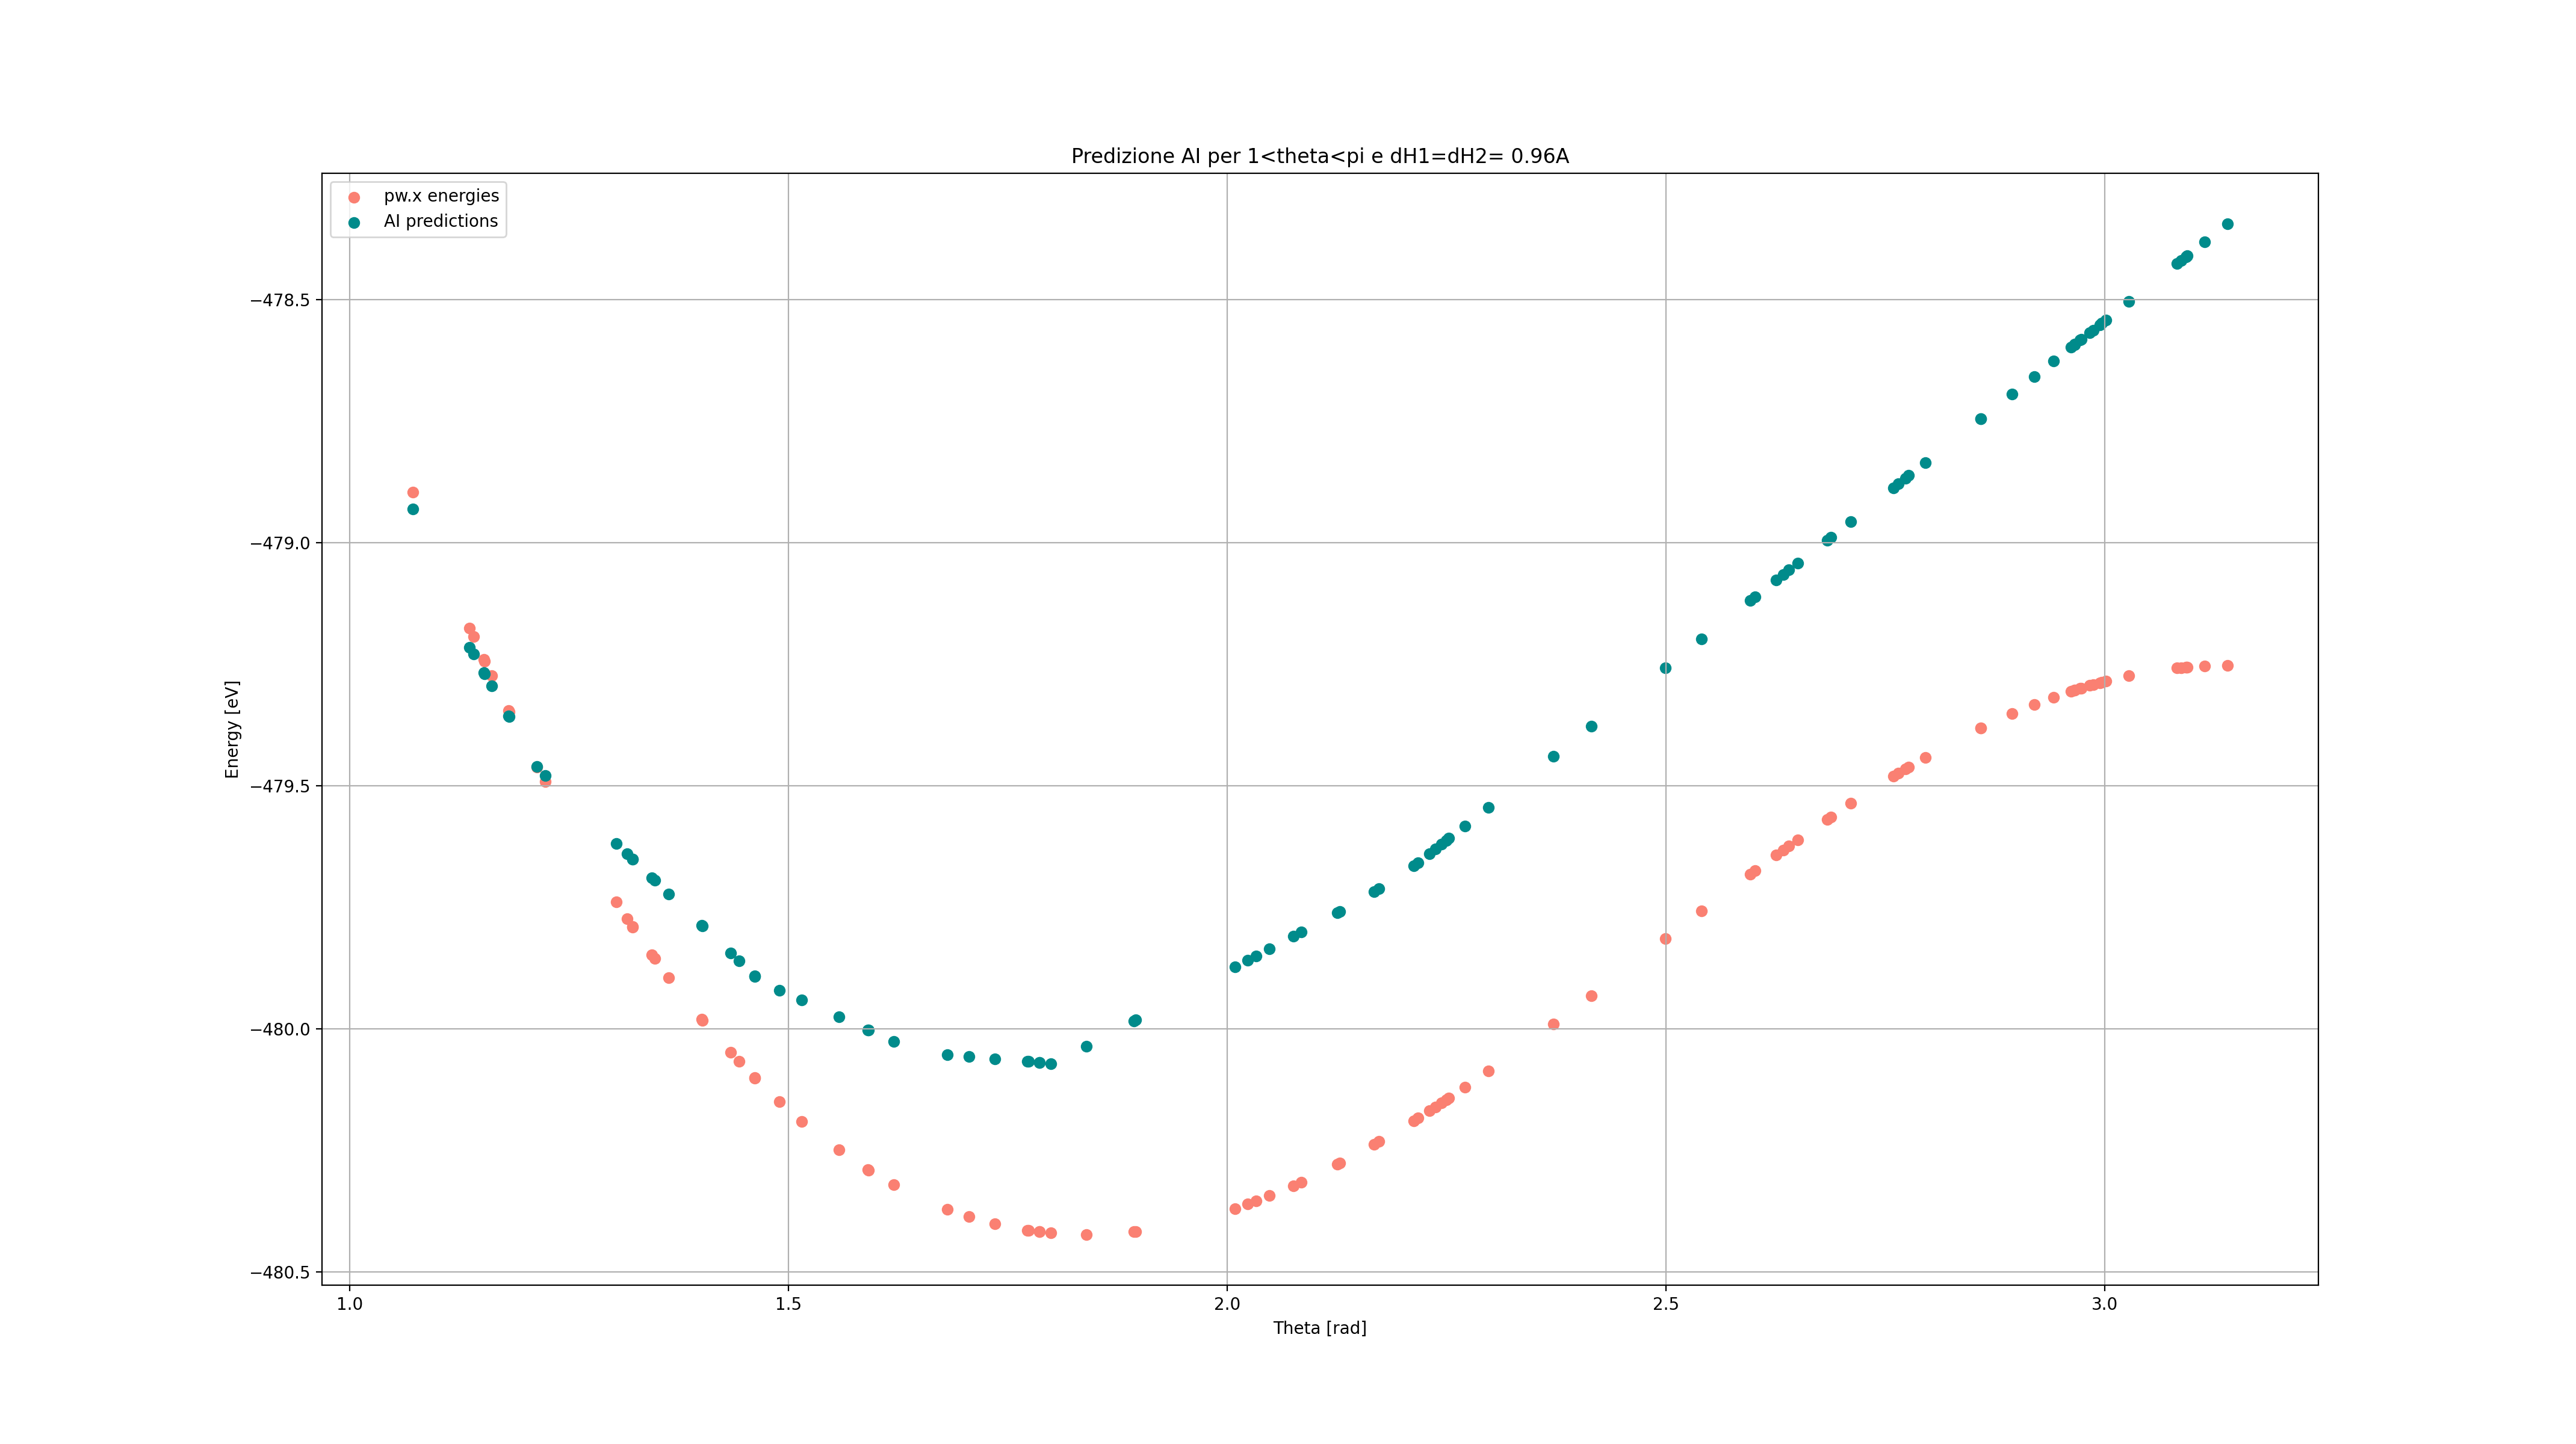 Predizione AI per 1<theta<pi e dH1=dH2= 0.96A
pw.x energies
AI predictions
−478.5
−479.0
−479.5
−480.0
−480.5
Energy [eV]
1.0 1.5 2.0 2.5 3.0
Theta [rad]